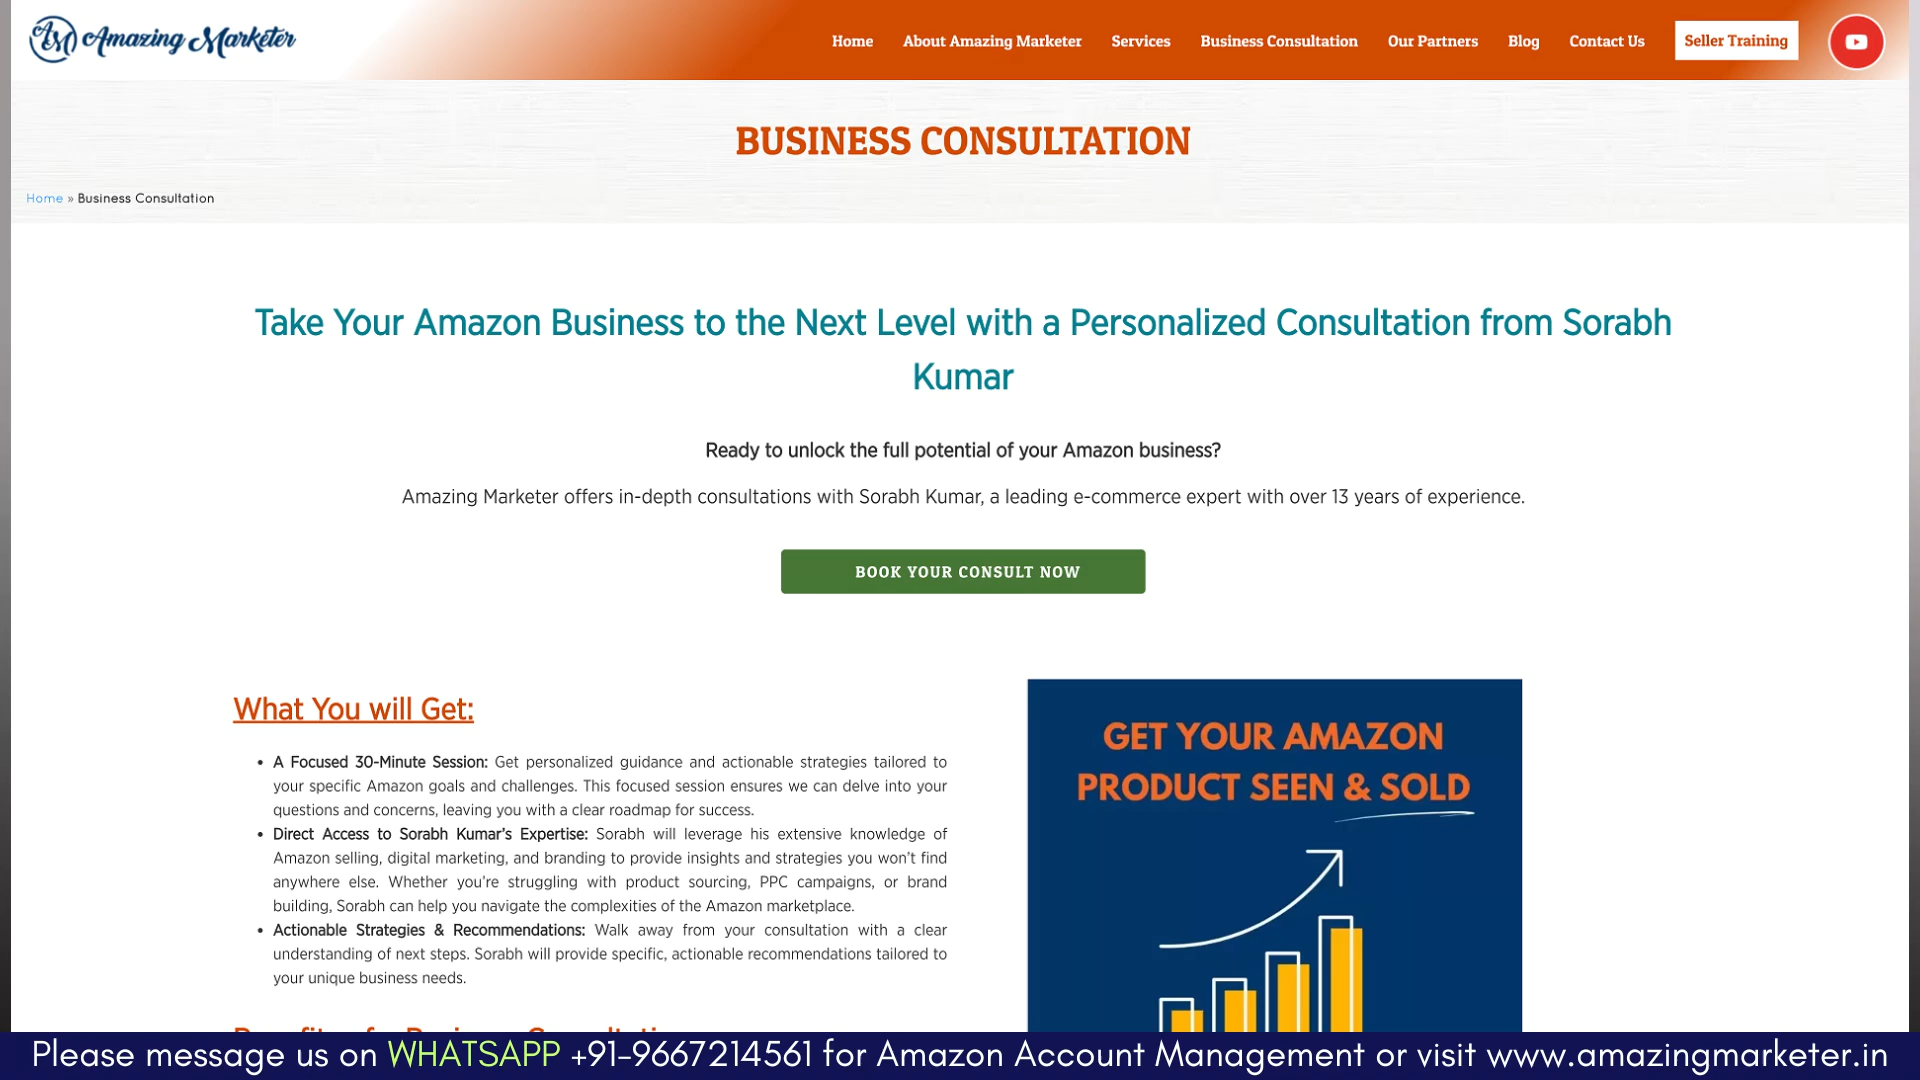 AM Amazing Marketer
Home About Amazing Marketer Services Business Consultation Our Partners Blog Contact Us Seller Training
BUSINESS CONSULTATION
Home » Business Consultation
Take Your Amazon Business to the Next Level with a Personalized Consultation from Sorabh
Kumar
Ready to unlock the full potential of your Amazon business?
Amazing Marketer offers in-depth consultations with Sorabh Kumar, a leading e-commerce expert with over 13 years of experience.
BOOK YOUR CONSULT NOW
What You will Get:
• A Focused 30-Minute Session: Get personalized guidance and actionable strategies tailored to
your specific Amazon goals and challenges. This focused session ensures we can delve into your
questions and concerns, leaving you with a clear roadmap for success.
• Direct Access to Sorabh Kumar’s Expertise: Sorabh will leverage his extensive knowledge of
Amazon selling, digital marketing, and branding to provide insights and strategies you won’t find
anywhere else. Whether you’re struggling with product sourcing, PPC campaigns, or brand
building, Sorabh can help you navigate the complexities of the Amazon marketplace.
• Actionable Strategies & Recommendations: Walk away from your consultation with a clear
understanding of next steps. Sorabh will provide specific, actionable recommendations tailored to
your unique business needs.
GET YOUR AMAZON
PRODUCT SEEN & SOLD
Please message us on WHATSAPP +91-9667214561 for Amazon Account Management or visit www.amazingmarketer.in